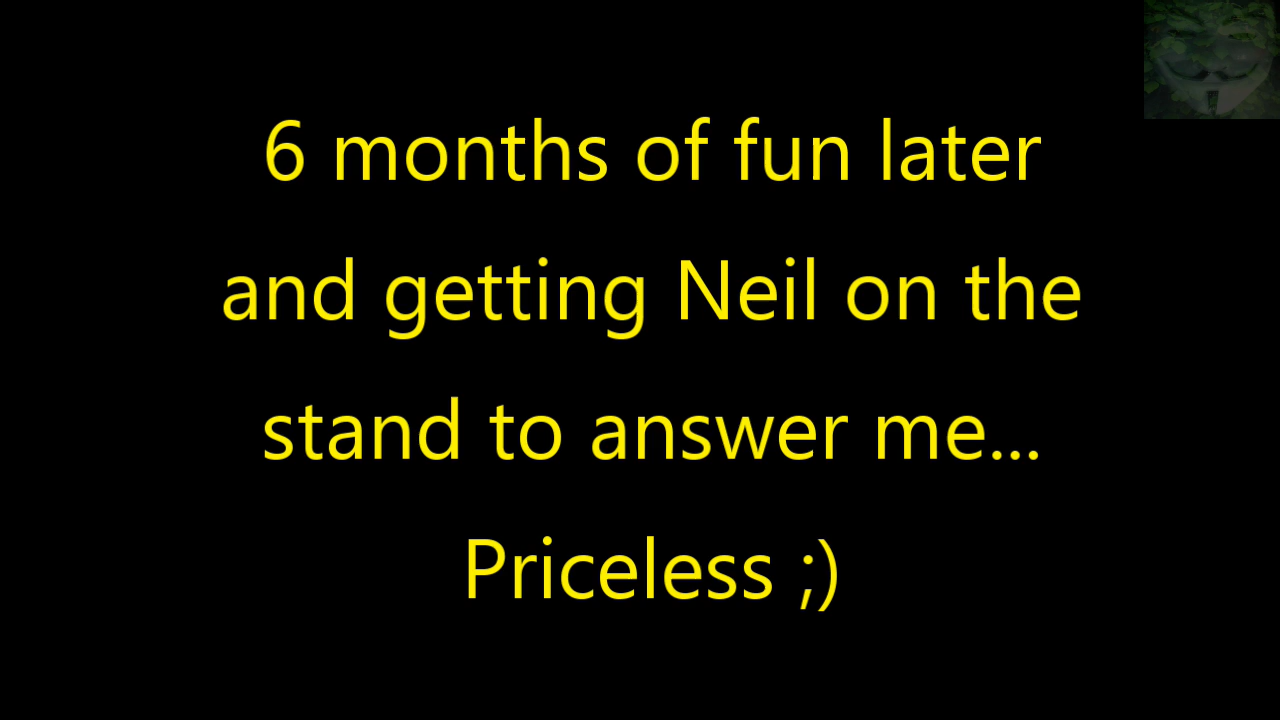 6 months of fun later
and getting Neil on the
stand to answer me...
Priceless ;)